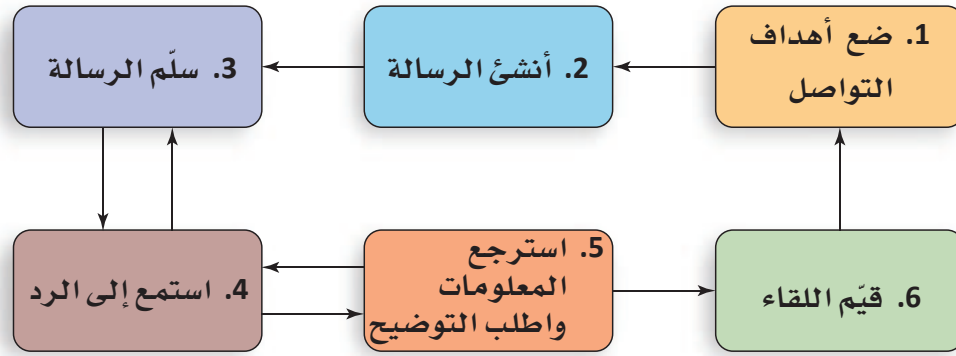 1. ضع أهداف
التواصل
2. أنشئ الرسالة
3. سلّم الرسالة
4. استمع إلى الرد
5. استرجع
المعلومات
واطلب التوضيح
6. قيّم اللقاء